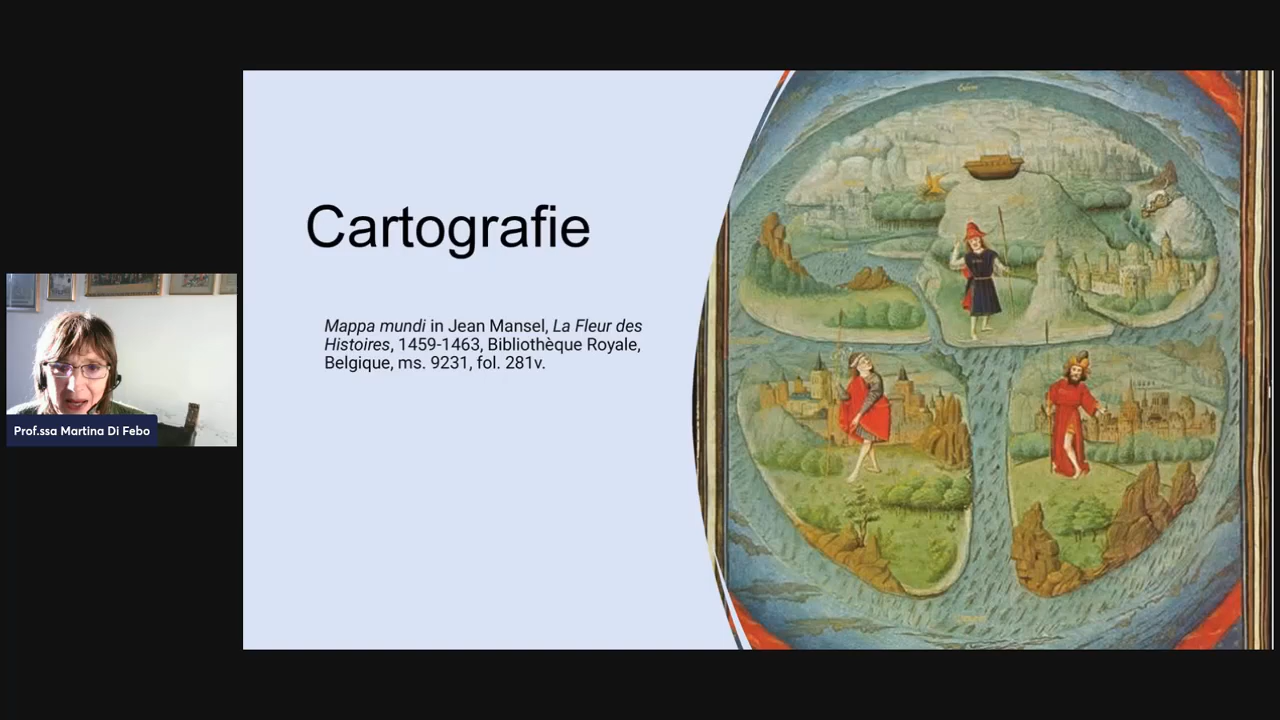 Cartografie
Mappa mundi in Jean Mansel, La Fleur des
Histoires, 1459-1463, Bibliothèque Royale,
Belgique, ms. 9231, fol. 281v.
Prof.ssa Martina Di Febo